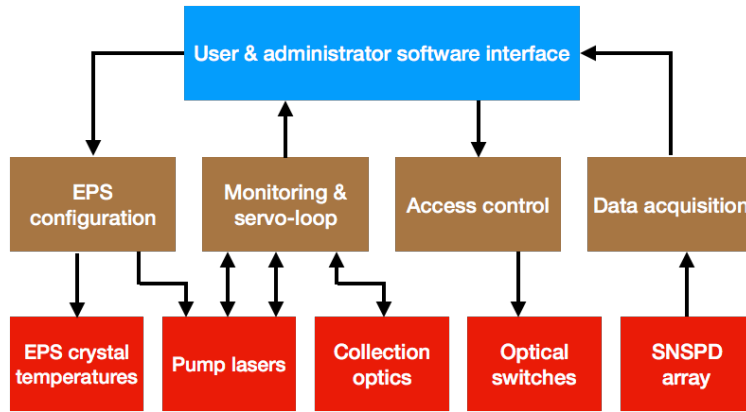 User & administrator software interface
EPS
configuration
Monitoring &
servo-loop
Access control
Data acquisition
EPS crystal
temperatures
Pump lasers
Collection
optics
Optical
switches
SNSPD
array